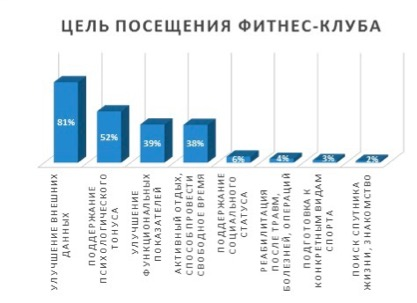 ЦЕЛЬ ПОСЕЩЕНИЯ ФИТНЕС-КЛУБА
81%
52%
39%
38%
6%
4%
3%
2%
УЛУЧШЕНИЕ ВНЕШНИХ
ДАННЫХ
ПОДДЕРЖАНИЕ
ПСИХОЛОГИЧЕСКОГО
ТОНУСА
УЛУЧШЕНИЕ
ФУНКЦИОНАЛЬНЫХ
ПОКАЗАТЕЛЕЙ
АКТИВНЫЙ ОТДЫХ,
СПОСОБ ПРОВЕСТИ
СВОБОДНОЕ ВРЕМЯ
ПОДДЕРЖАНИЕ
СОЦИАЛЬНОГО
СТАТУСА
РЕАБИЛИТАЦИЯ
ПОСЛЕ ТРАВМ,
БОЛЕЗНЕЙ, ОПЕРАЦИЙ
ПОДГОТОВКА К
КОНКРЕТНЫМ ВИДАМ
СПОРТА
ПОИСК СПУТНИКА
ЖИЗНИ, ЗНАКОМСТВО